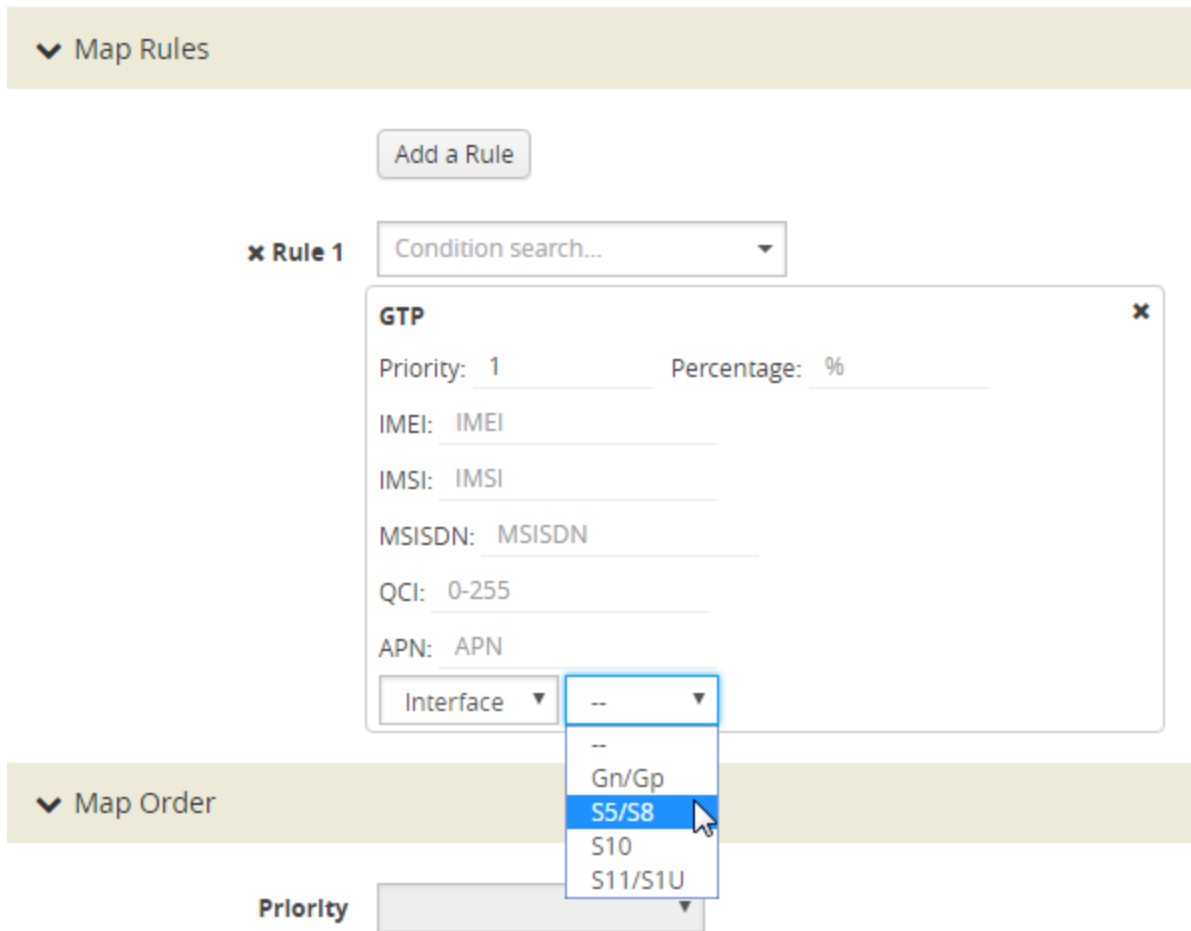 Map Rules
Add a Rule
Rule 1
Condition search...
GTP
Priority: 1 Percentage: %
IMEI: IMEI
IMSI: IMSI
MSISDN: MSISDN
QCI: 0-255
APN: APN
Interface --
--
Gn/Gp
S5/S8
S10
S11/S1U
Map Order
Priority